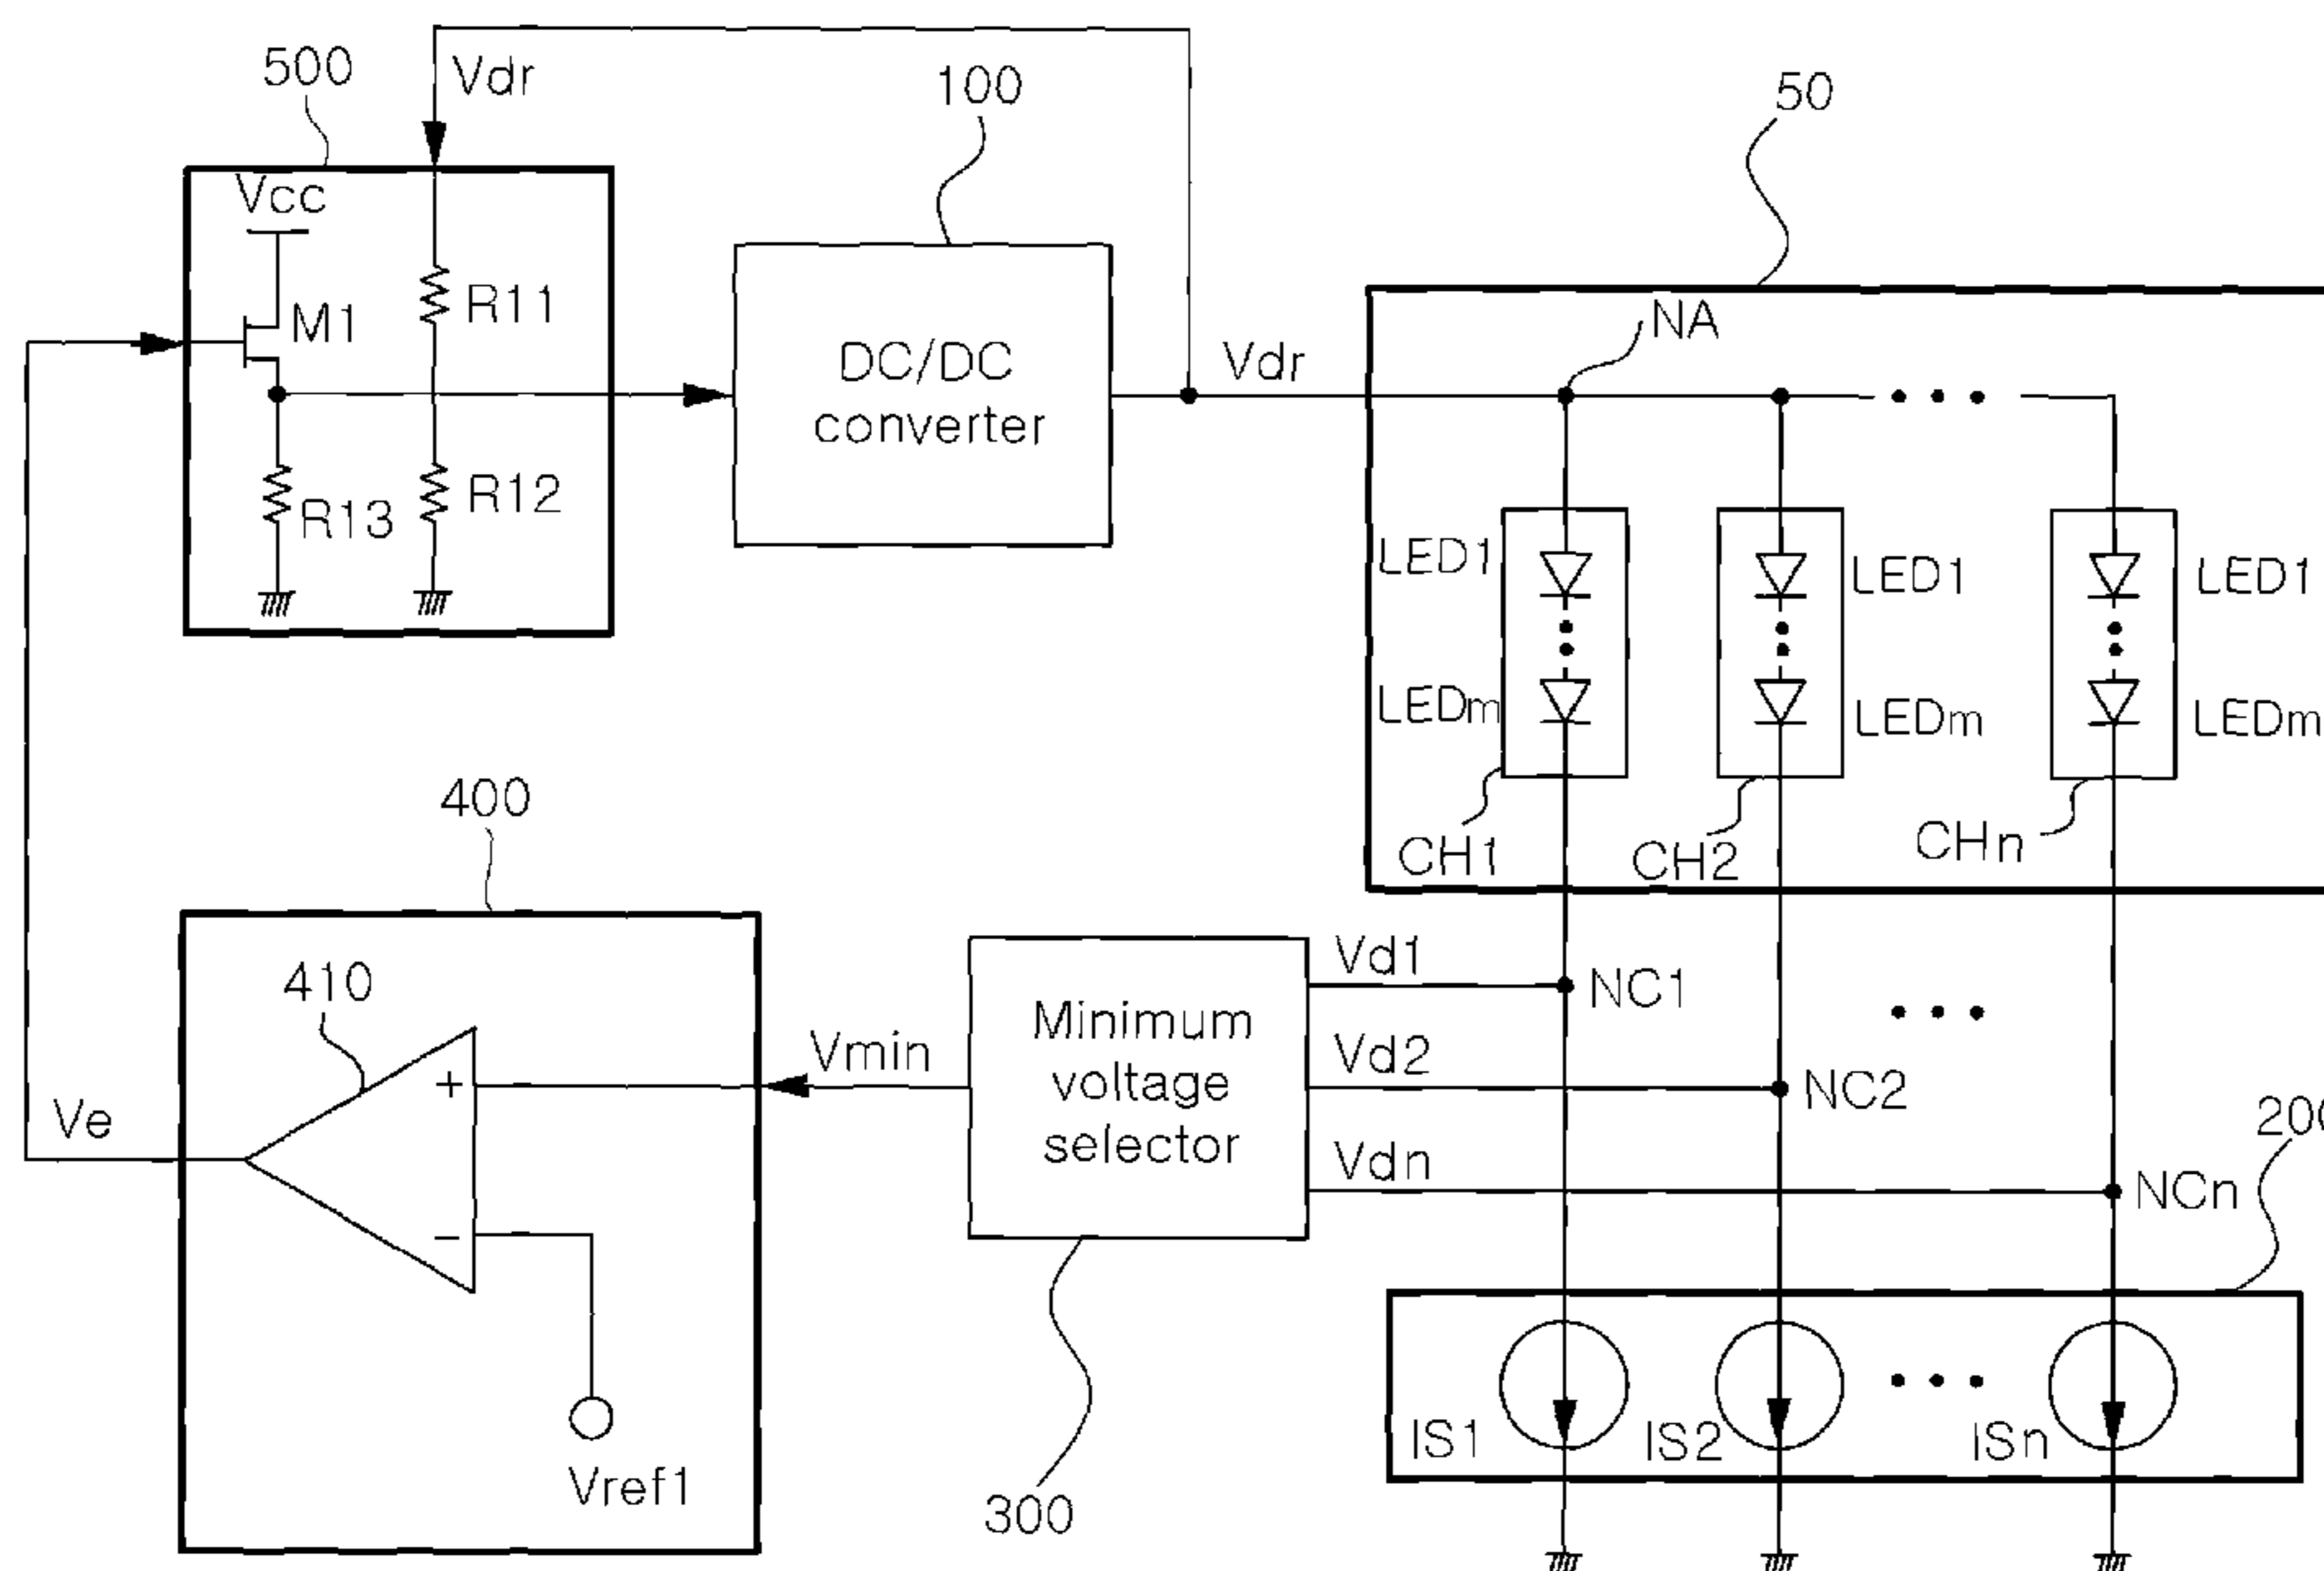 500
Vdr
100
50
Vcc
M1
R11
R13
R12
DC/DC
converter
Vdr
NA
LED1
LED1
LED1
LEDm
LEDm
LEDm
CH1
CH2
CHn
400
410
+
−
Ve
Vref1
Vmin
Minimum
voltage
selector
300
Vd1
Vd2
Vdn
NC1
NC2
NCn
IS1
IS2
ISn